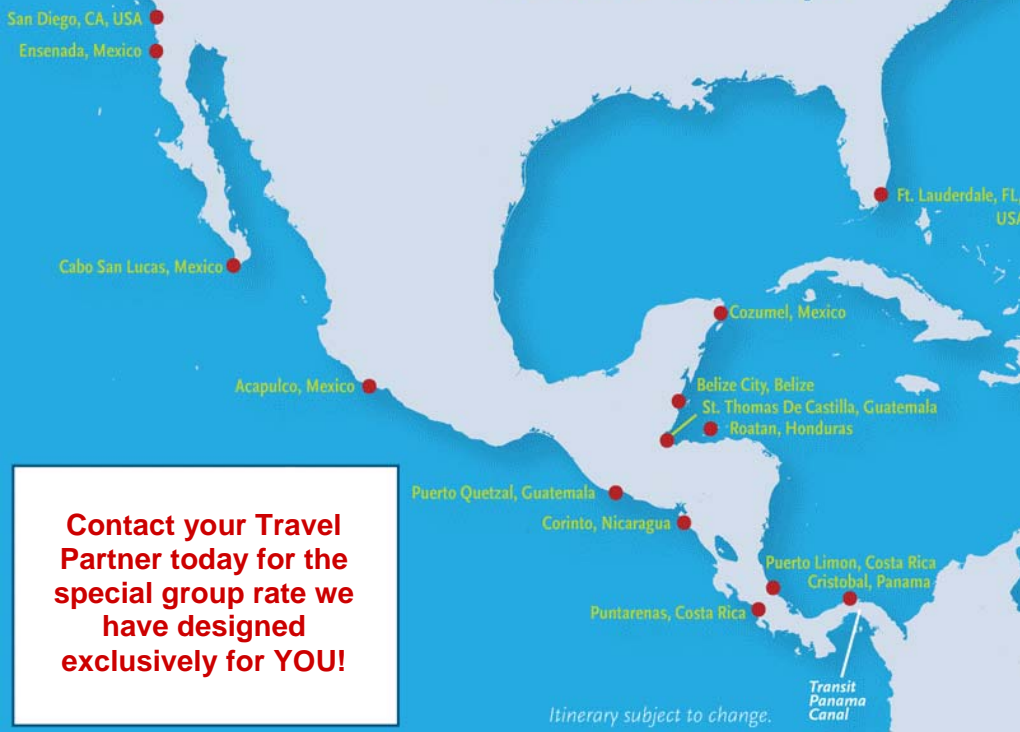 San Diego, CA, USA
Ensenada, Mexico
Ft. Lauderdale, FL,
USA
Cabo San Lucas, Mexico
Cozumel, Mexico
Acapulco, Mexico
Belize City, Belize
St. Thomas De Castilla, Guatemala
Roatan, Honduras
Puerto Quetzal, Guatemala
Corinto, Nicaragua
Puerto Limon, Costa Rica
Cristobal, Panama
Puntarenas, Costa Rica
Transit
Panama
Canal
Itinerary subject to change.
Contact your Travel
Partner today for the
special group rate we
have designed
exclusively for YOU!